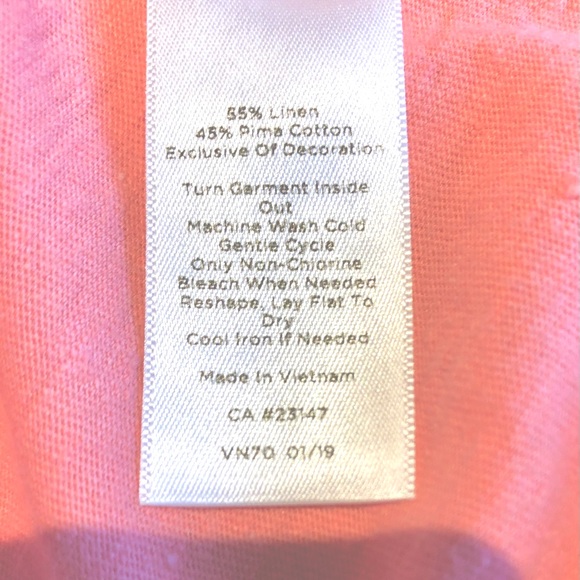 55% Linen
45% Pima Cotton
Exclusive Of Decoration
Turn Garment Inside
Out
Machine Wash Cold
Gentle Cycle
Only Non-Chlorine
Bleach When Needed
Reshape, Lay Flat To
Dry
Cool Iron If Needed
Made In Vietnam
CA #23147
VN70 01/19